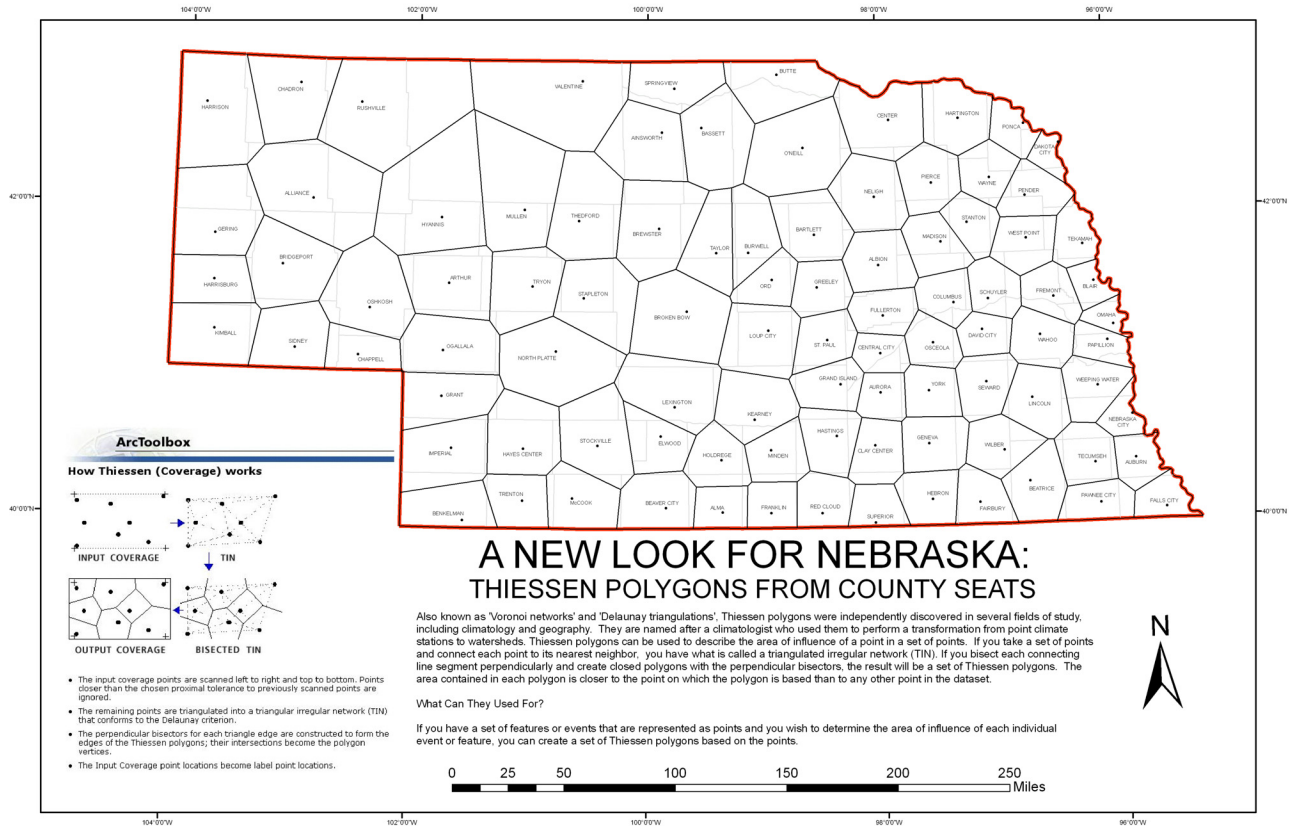 104°0'0"W
102°0'0"W
100°0'0"W
98°0'0"W
96°0'0"W
42°0'0"N
42°0'0"N
40°0'0"N
40°0'0"N
HARRISON
CHADRON
RUSHVILLE
VALENTINE
SPRINGVIEW
BUTTE
AINSWORTH
BASSETT
O'NEILL
CENTER
HARTINGTON
PONCA
DAKOTA
CITY
ALLIANCE
HYANNIS
MULLEN
THEDFORD
BREWSTER
TAYLOR
BURWELL
BARTLETT
NELIGH
PIERCE
WAYNE
PENDER
STANTON
MADISON
WEST POINT
TEKAMAH
GERING
BRIDGEPORT
HARRISBURG
OSHKOSH
ARTHUR
TRYON
STAPLETON
BROKEN BOW
ORD
GREELEY
ALBION
FULLERTON
COLUMBUS
SCHUYLER
FREMONT
BLAIR
OMAHA
KIMBALL
SIDNEY
CHAPPELL
OGALLALA
NORTH PLATTE
LOUP CITY
ST. PAUL
CENTRAL CITY
OSCEOLA
DAVID CITY
WAHOO
PAPILLION
GRANT
LEXINGTON
KEARNEY
GRAND ISLAND
AURORA
YORK
SEWARD
LINCOLN
WEEPING WATER
NEBRASKA
CITY
IMPERIAL
HAYES CENTER
STOCKVILLE
ELWOOD
HOLDREGE
MINDEN
HASTINGS
CLAY CENTER
GENEVA
WILBER
TECUMSEH
AUBURN
BENKELMAN
TRENTON
McCOOK
BEAVER CITY
ALMA
FRANKLIN
RED CLOUD
SUPERIOR
HEBRON
FAIRBURY
BEATRICE
PAWNEE CITY
FALLS CITY
ArcToolbox
How Thiessen (Coverage) works
INPUT COVERAGE
TIN
OUTPUT COVERAGE
BISECTED TIN
• The input coverage points are scanned left to right and top to bottom. Points
closer than the chosen proximal tolerance to previously scanned points are
ignored.
• The remaining points are triangulated into a triangular irregular network (TIN)
that conforms to the Delaunay criterion.
• The perpendicular bisectors for each triangle edge are constructed to form the
edges of the Thiessen polygons; their intersections become the polygon
vertices.
• The Input Coverage point locations become label point locations.
A NEW LOOK FOR NEBRASKA:
THIESSEN POLYGONS FROM COUNTY SEATS
Also known as 'Voronoi networks' and 'Delaunay triangulations', Thiessen polygons were independently discovered in several fields of study,
including climatology and geography. They are named after a climatologist who used them to perform a transformation from point climate
stations to watersheds. Thiessen polygons can be used to describe the area of influence of a point in a set of points. If you take a set of points
and connect each point to its nearest neighbor, you have what is called a triangulated irregular network (TIN). If you bisect each connecting
line segment perpendicularly and create closed polygons with the perpendicular bisectors, the result will be a set of Thiessen polygons. The
area contained in each polygon is closer to the point on which the polygon is based than to any other point in the dataset.
What Can They Used For?
If you have a set of features or events that are represented as points and you wish to determine the area of influence of each individual
event or feature, you can create a set of Thiessen polygons based on the points.
N
0 25 50 100 150 200 250
Miles
104°0'0"W
102°0'0"W
100°0'0"W
98°0'0"W
96°0'0"W